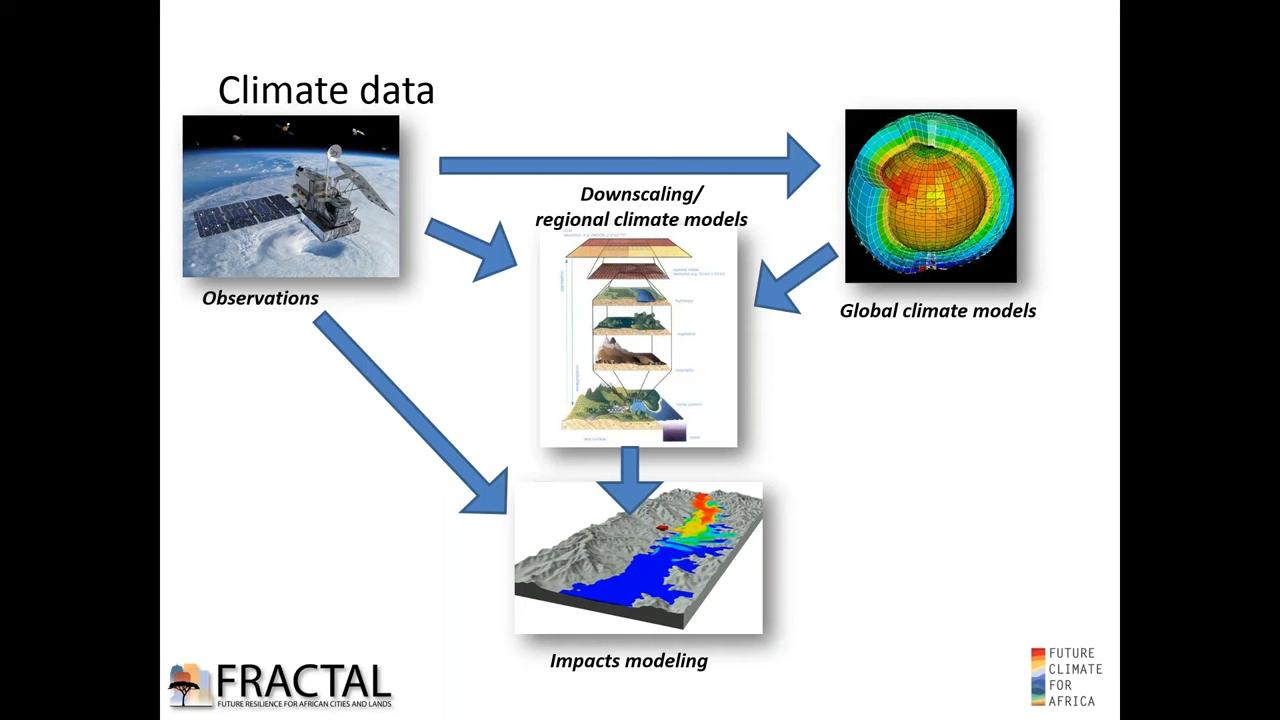 Climate data
Downscaling/
regional climate models
Observations
Global climate models
Impacts modeling
FRACTAL
FUTURE RESILIENCE FOR AFRICAN CITIES AND LANDS
FUTURE
CLIMATE
FOR
AFRICA